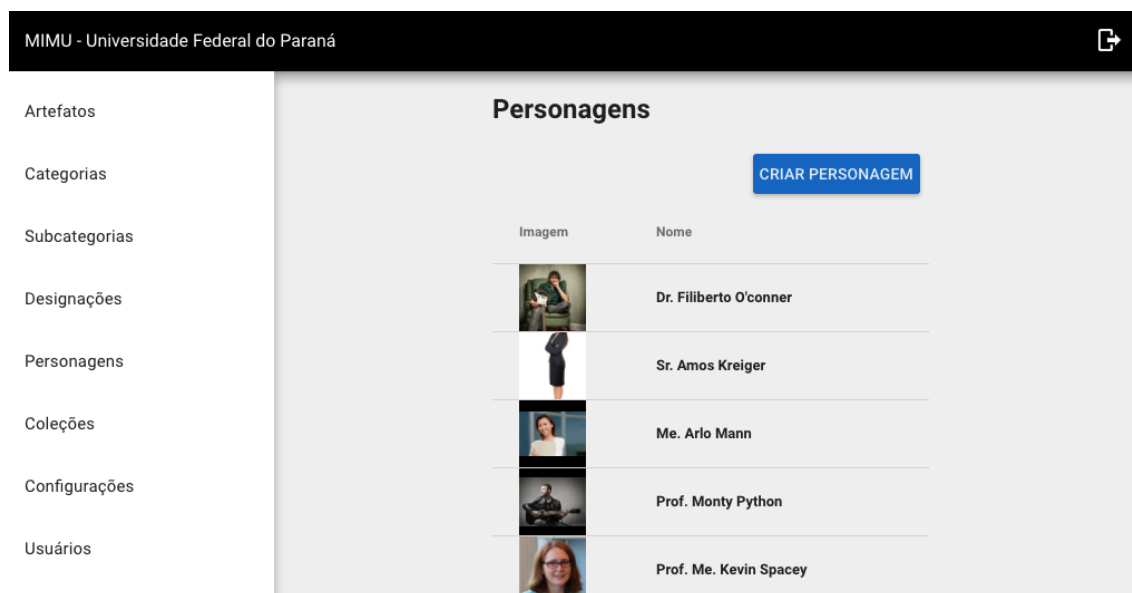 MIMU - Universidade Federal do Paraná
Artefatos
Categorias
Subcategorias
Designações
Personagens
Coleções
Configurações
Usuários
Personagens
CRIAR PERSONAGEM
Imagem Nome
Dr. Filiberto O'conner
Sr. Amos Kreiger
Me. Arlo Mann
Prof. Monty Python
Prof. Me. Kevin Spacey